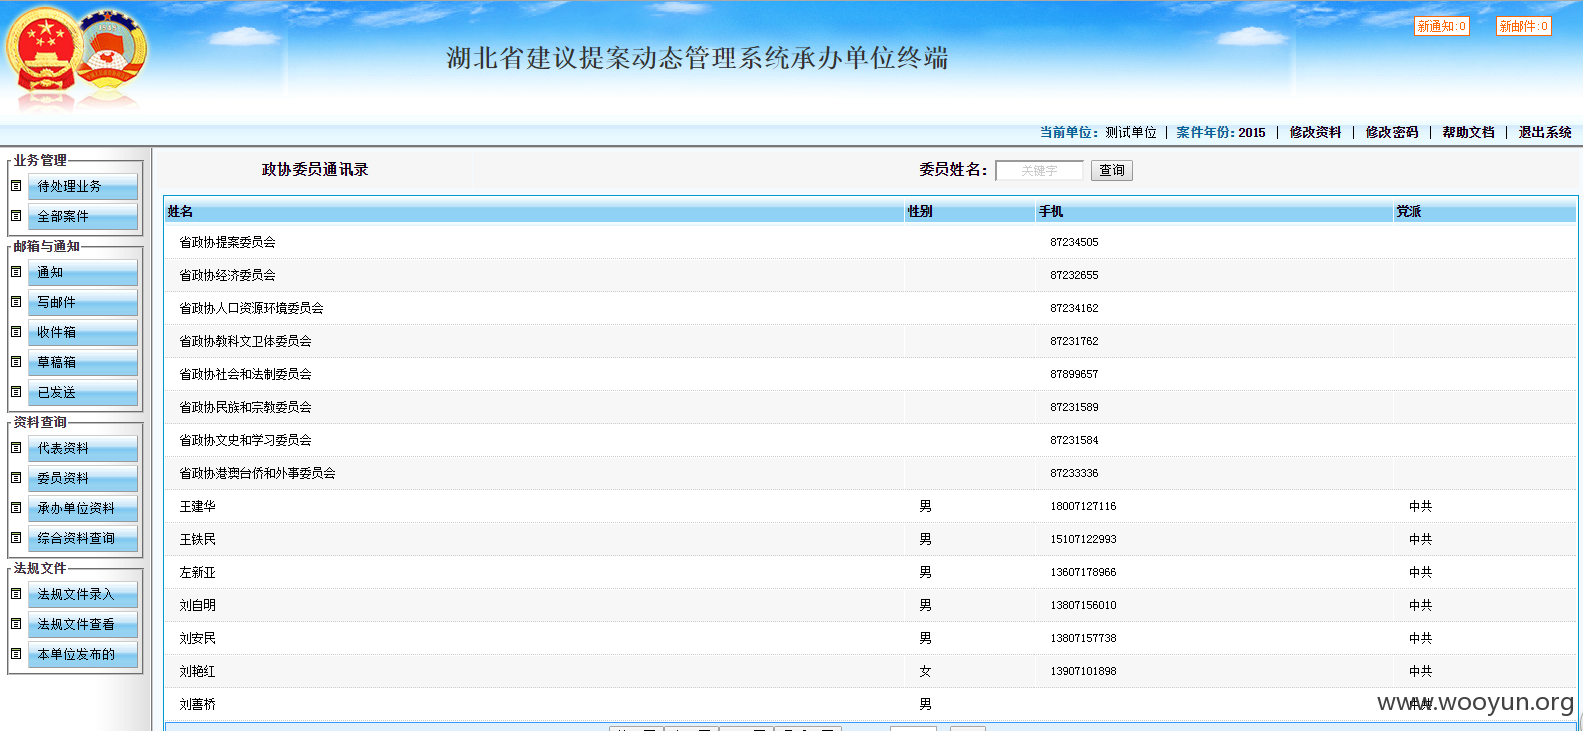 新通知:0 新邮件:0
湖北省建议提案动态管理系统承办单位终端
当前单位: 测试单位 | 案件年份: 2015 | 修改资料 | 修改密码 | 帮助文档 | 退出系统
业务管理
待处理业务
全部案件
邮箱与通知
通知
写邮件
收件箱
草稿箱
已发送
资料查询
代表资料
委员资料
承办单位资料
综合资料查询
法规文件
法规文件录入
法规文件查看
本单位发布的
政协委员通讯录 委员姓名: 关键字 查询
姓名 性别 手机 党派
省政协提案委员会 87234505
省政协经济委员会 87232655
省政协人口资源环境委员会 87234162
省政协教科文卫体委员会 87231762
省政协社会和法制委员会 87899657
省政协民族和宗教委员会 87231589
省政协文史和学习委员会 87231584
省政协港澳台侨和外事委员会 87233336
王建华 男 18007127116 中共
王铁民 男 15107122993 中共
左新亚 男 13607178966 中共
刘自明 男 13807156010 中共
刘安民 男 13807157738 中共
刘艳红 女 13907101898 中共
刘善桥 男 中共
www.wooyun.org